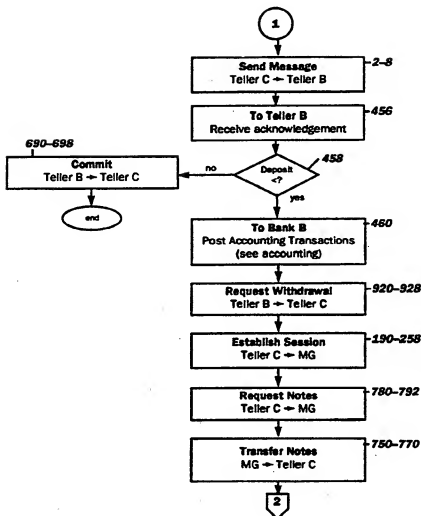 1
Send Message
Teller C ← Teller B
2–8
To Teller B
Receive acknowledgement
456
690–698
Commit
Teller B → Teller C
no
Deposit
<?
458
end
yes
To Bank B
Post Accounting Transactions
(see accounting)
460
Request Withdrawal
Teller B → Teller C
920–928
Establish Session
Teller C → MG
190–258
Request Notes
Teller C → MG
780–792
Transfer Notes
MG → Teller C
750–770
2